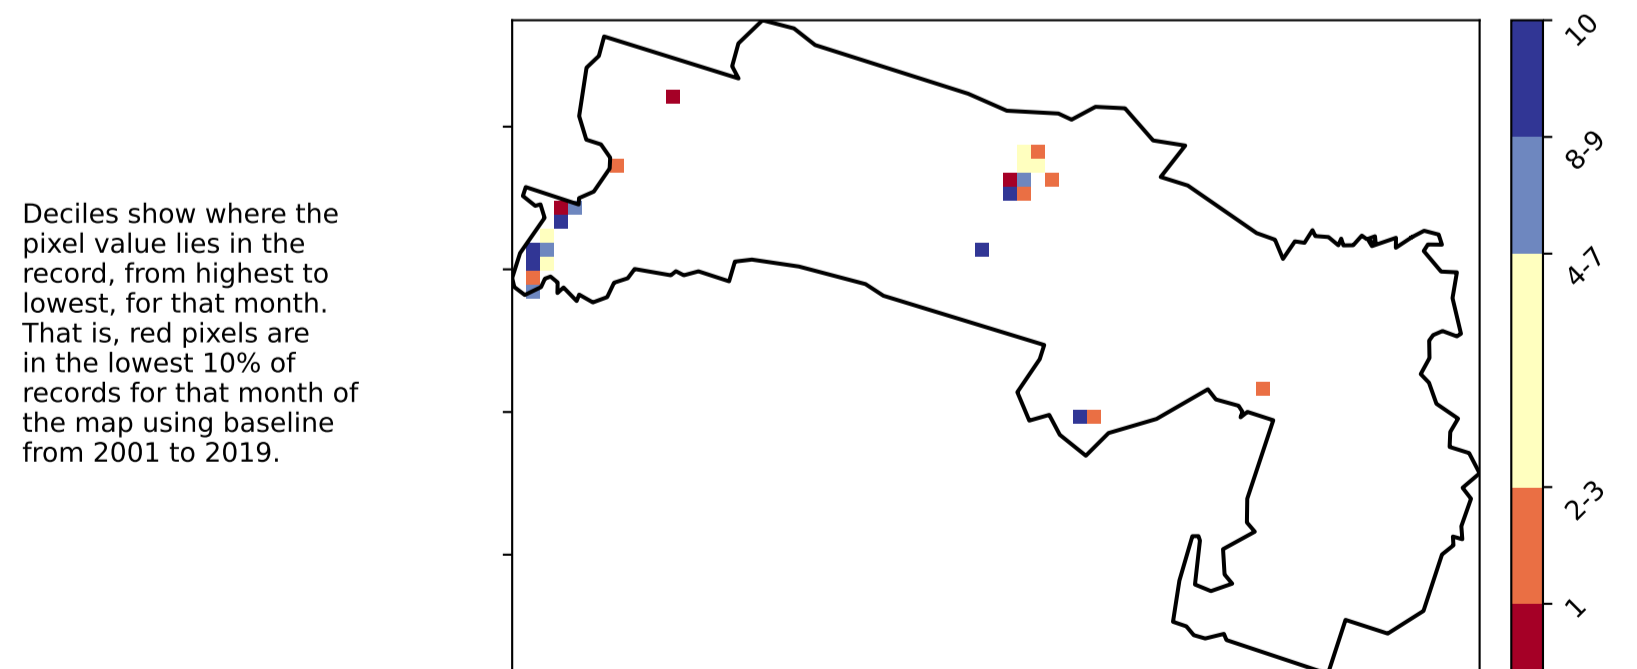 Deciles show where the
pixel value lies in the
record, from highest to
lowest, for that month.
That is, red pixels are
in the lowest 10% of
records for that month of
the map using baseline
from 2001 to 2019.
10
8-9
4-7
2-3
1